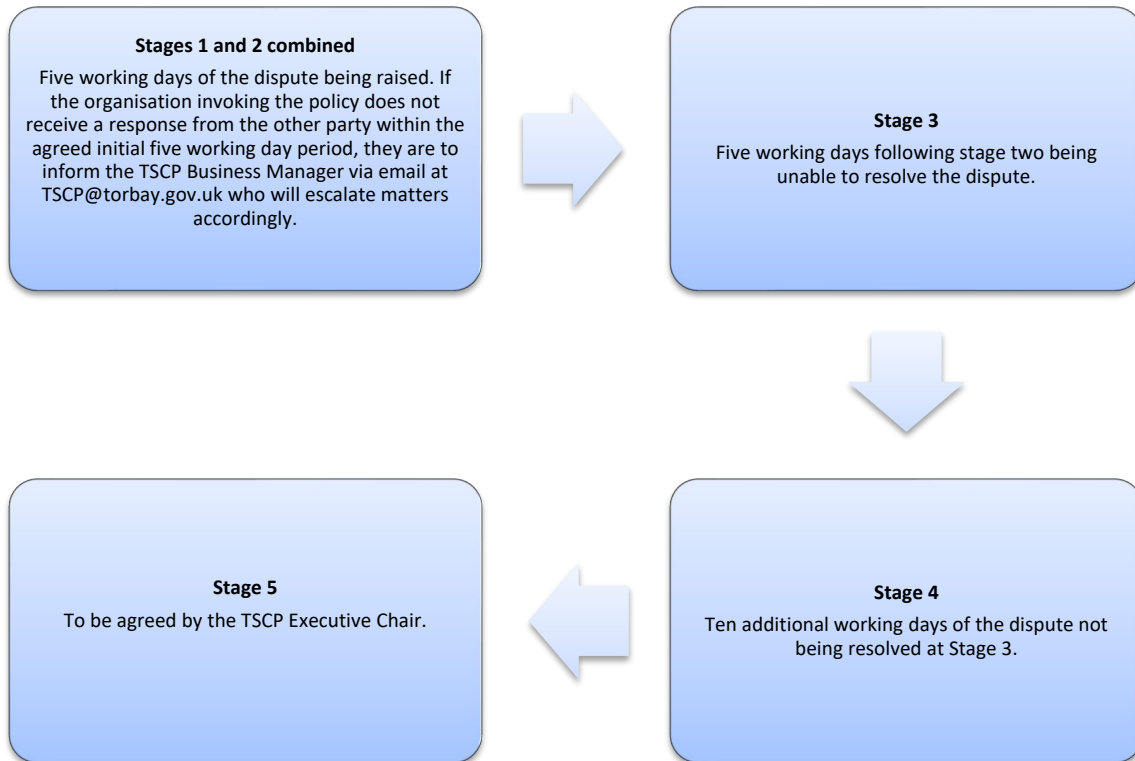 Stages 1 and 2 combined
Five working days of the dispute being raised. If
the organisation invoking the policy does not
receive a response from the other party within the
agreed initial five working day period, they are to
inform the TSCP Business Manager via email at
TSCP@torbay.gov.uk who will escalate matters
accordingly.
Stage 3
Five working days following stage two being
unable to resolve the dispute.
Stage 4
Ten additional working days of the dispute not
being resolved at Stage 3.
Stage 5
To be agreed by the TSCP Executive Chair.